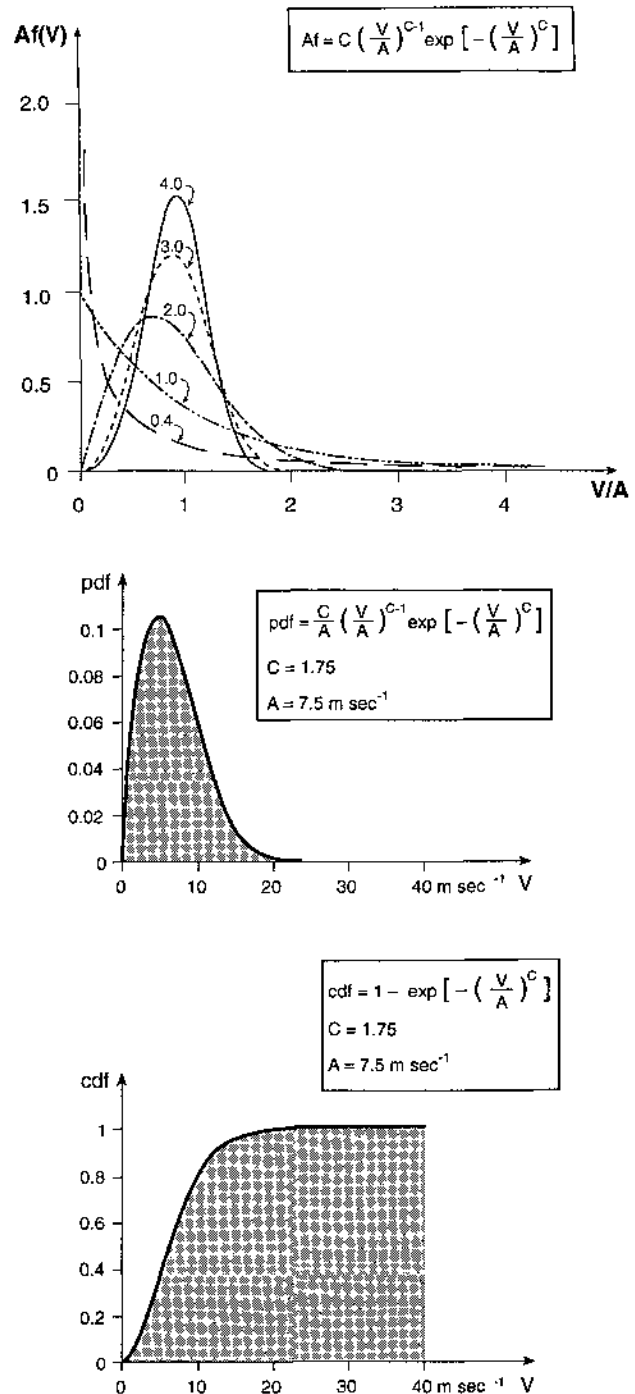 Af(V)
Af = C (V/A)^C-1 exp [-(V/A)^C]
2.0
1.5
1.0
0.5
0
4.0
3.0
2.0
1.0
0.4
0 1 2 3 4
V/A
pdf
pdf = C/A (V/A)^C-1 exp [-(V/A)^C]
C = 1.75
A = 7.5 m sec⁻¹
0.1
0.08
0.06
0.04
0.02
0
0 10 20 30 40 m sec⁻¹ V
cdf = 1 - exp [-(V/A)^C]
C = 1.75
A = 7.5 m sec⁻¹
cdf
1
0.8
0.6
0.4
0.2
0
0 10 20 30 40 m sec⁻¹ V